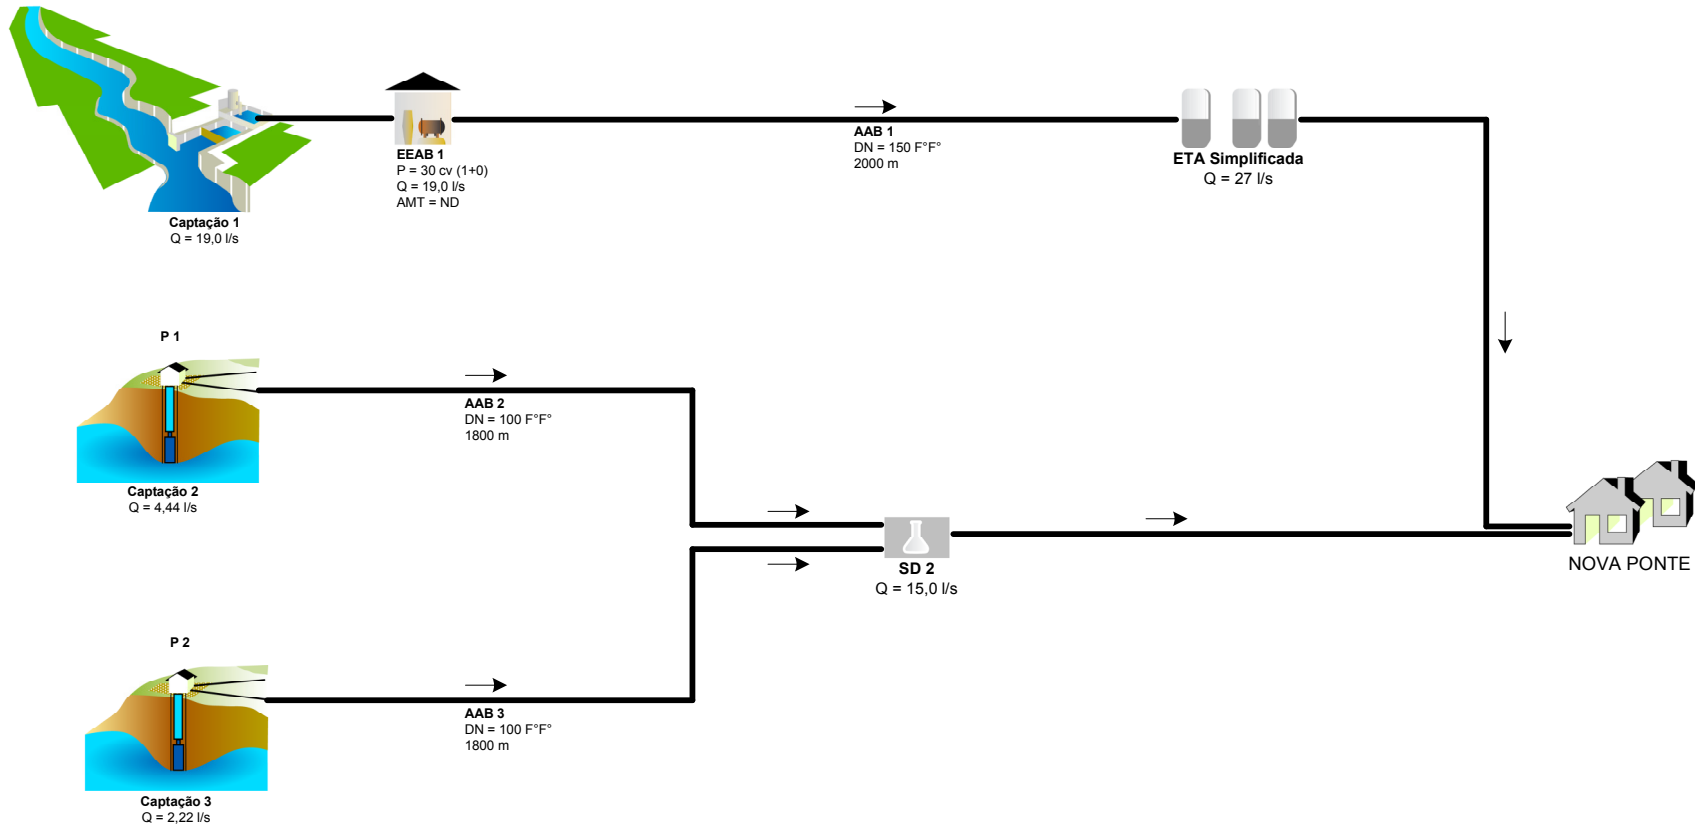 Captação 1
Q = 19,0 l/s
EEAB 1
P = 30 cv (1+0)
Q = 19,0 l/s
AMT = ND
AAB 1
DN = 150 F°F°
2000 m
ETA Simplificada
Q = 27 l/s
P 1
Captação 2
Q = 4,44 l/s
AAB 2
DN = 100 F°F°
1800 m
SD 2
Q = 15,0 l/s
NOVA PONTE
P 2
Captação 3
Q = 2,22 l/s
AAB 3
DN = 100 F°F°
1800 m